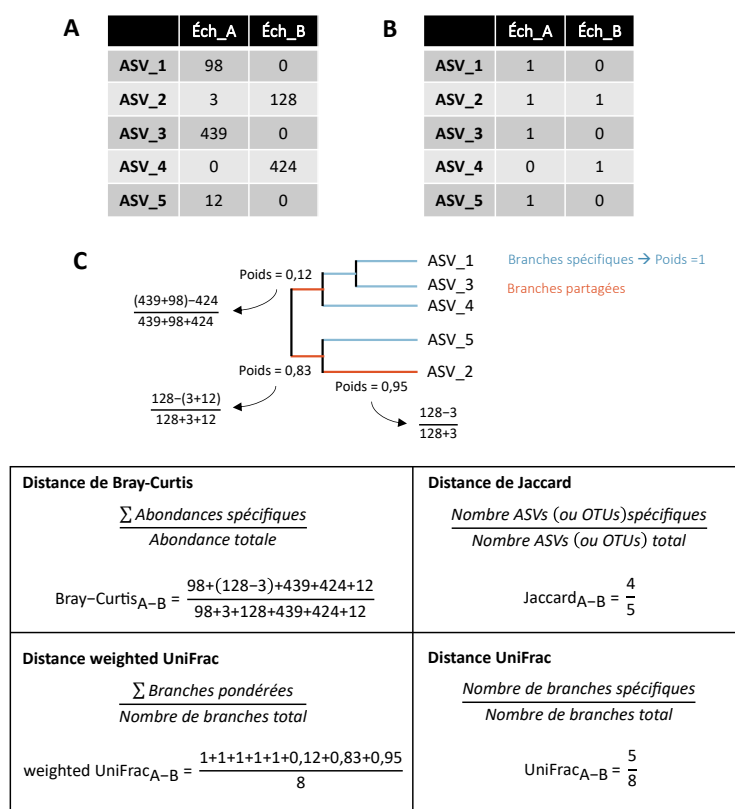 A
Éch_A Éch_B
ASV_1 98 0
ASV_2 3 128
ASV_3 439 0
ASV_4 0 424
ASV_5 12 0
B
Éch_A Éch_B
ASV_1 1 0
ASV_2 1 1
ASV_3 1 0
ASV_4 0 1
ASV_5 1 0
C
Poids = 0,12
(439+98)−424
439+98+424
ASV_1
ASV_3
ASV_4
ASV_5
ASV_2
Branches spécifiques → Poids =1
Branches partagées
Poids = 0,83
128−(3+12)
128+3+12
Poids = 0,95
128−3
128+3
Distance de Bray-Curtis
∑ Abondances spécifiques
Abondance totale
Bray−CurtisA−B = 98+(128−3)+439+424+12
98+3+128+439+424+12
Distance de Jaccard
Nombre ASVs (ou OTUs)spécifiques
Nombre ASVs (ou OTUs) total
JaccardA−B = 4
5
Distance weighted UniFrac
∑ Branches pondérées
Nombre de branches total
weighted UniFracA−B = 1+1+1+1+1+0,12+0,83+0,95
8
Distance UniFrac
Nombre de branches spécifiques
Nombre de branches total
UniFracA−B = 5
8